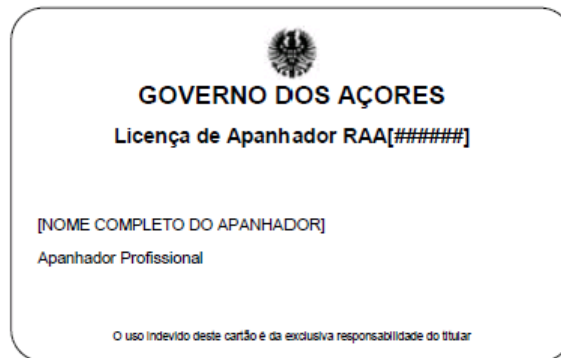 GOVERNO DOS AÇORES
Licença de Apanhador RAA[######]
[NOME COMPLETO DO APANHADOR]
Apanhador Profissional
O uso indevido deste cartão é da exclusiva responsabilidade do titular